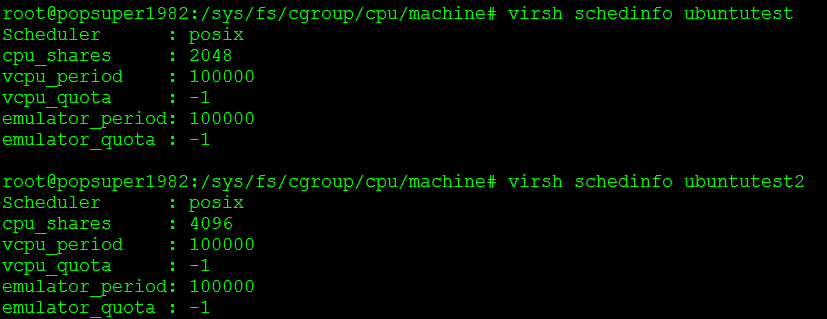 root@popsuper1982:/sys/fs/cgroup/cpu/machine# virsh schedinfo ubuntutest
Scheduler      : posix
cpu_shares     : 2048
vcpu_period    : 100000
vcpu_quota     : -1
emulator_period: 100000
emulator_quota : -1

root@popsuper1982:/sys/fs/cgroup/cpu/machine# virsh schedinfo ubuntutest2
Scheduler      : posix
cpu_shares     : 4096
vcpu_period    : 100000
vcpu_quota     : -1
emulator_period: 100000
emulator_quota : -1